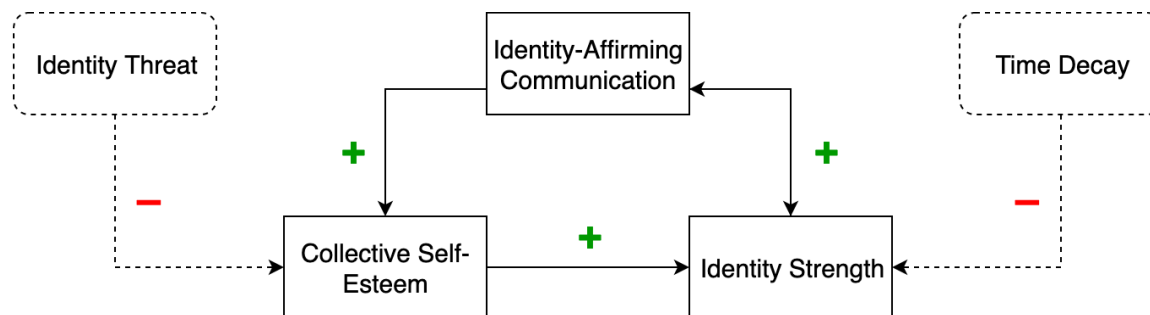 Identity Threat
Identity-Affirming
Communication
Time Decay
+
+
−
−
+
Collective Self-
Esteem
Identity Strength